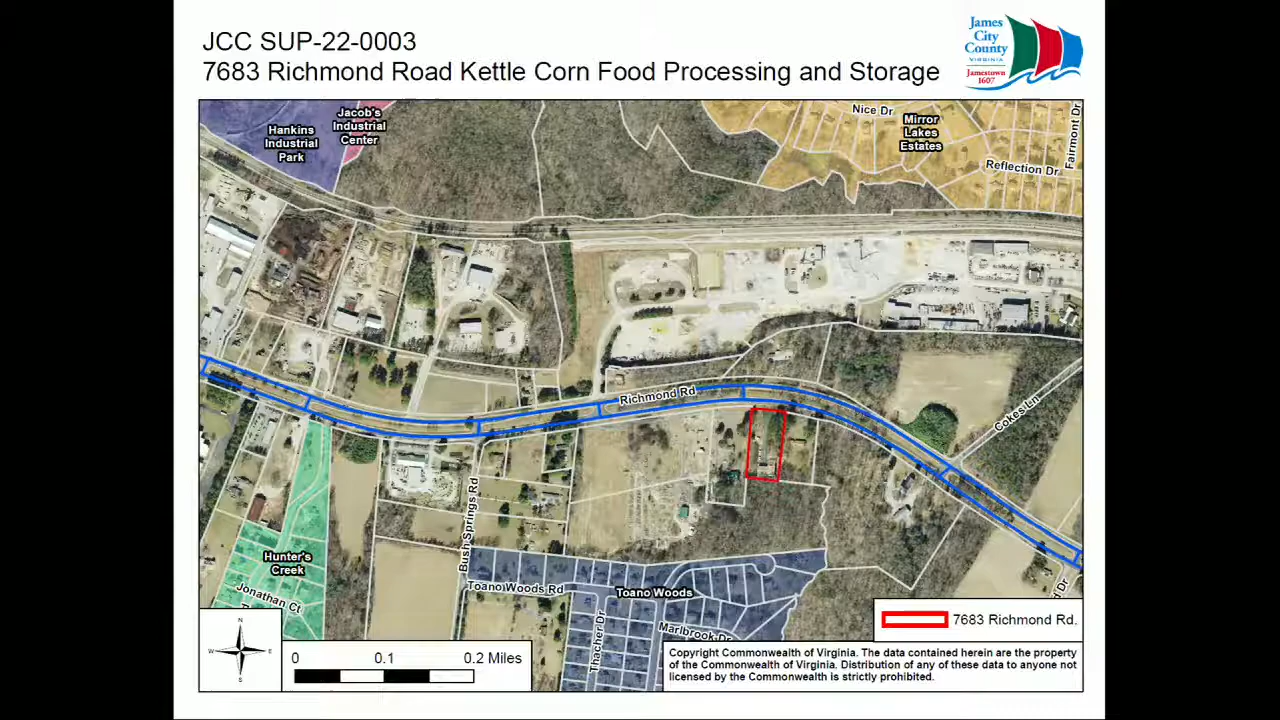 JCC SUP-22-0003
7683 Richmond Road Kettle Corn Food Processing and Storage
James
City
County
VIRGINIA
Jamestown
1607
Hankins
Industrial
Park
Jacob's
Industrial
Center
Nice Dr
Mirror
Lakes
Estates
Reflection Dr
Fairmont Dr
Richmond Rd
Cokes Ln
Bush Springs Rd
Hunter's
Creek
Jonathan Ct
Toano Woods Rd
Toano Woods
Thacher Dr
Marlbrook Dr
7683 Richmond Rd.
N
W
E
S
0
0.1
0.2 Miles
Copyright Commonwealth of Virginia. The data contained herein are the property
of the Commonwealth of Virginia. Distribution of any of these data to anyone not
licensed by the Commonwealth is strictly prohibited.